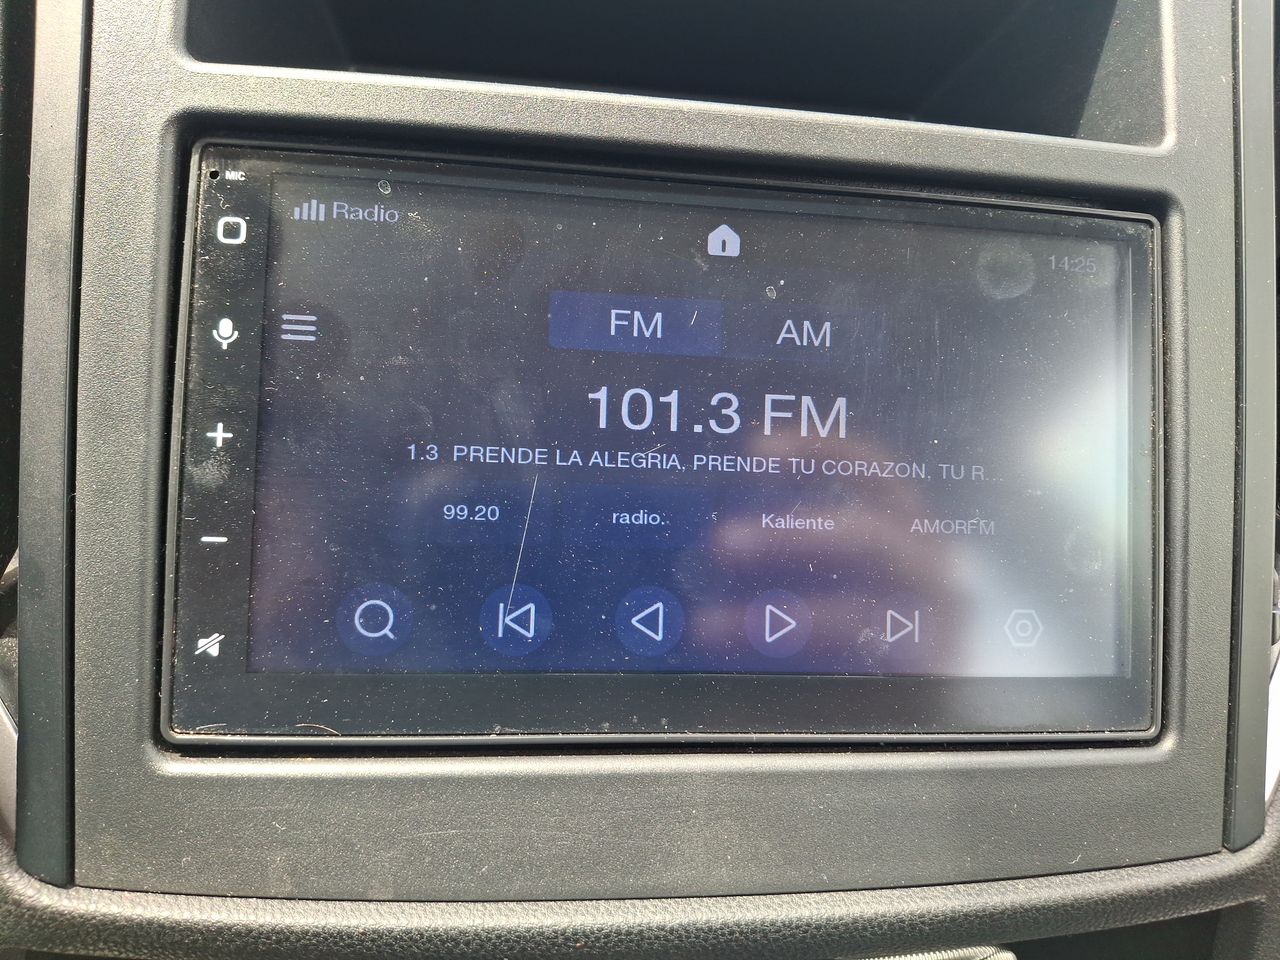 MIC
Radio
14:25
FM AM
101.3 FM
1.3 PRENDE LA ALEGRIA, PRENDE TU CORAZON, TU R...
99.20 radio. Kaliente AMORFM